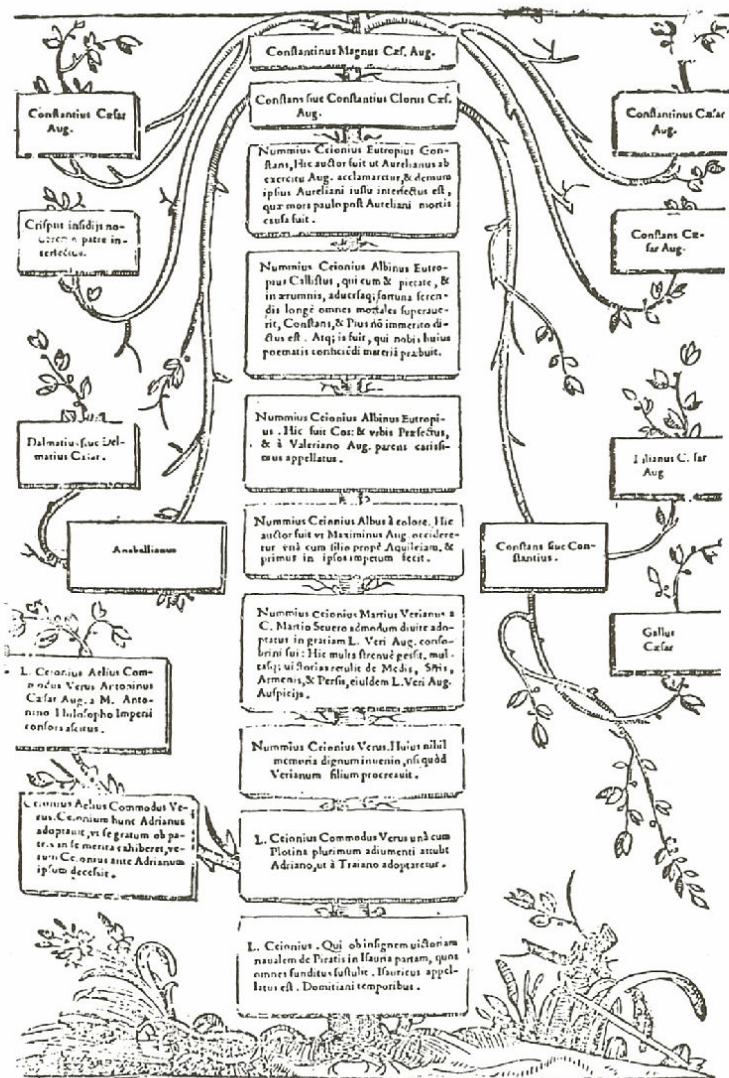 Constantinus Magnus Cæs. Aug.
Constantius Cæsar
Aug.
Constans siue Constantius Clorus Cæs.
Aug.
Constantinus Cæsar
Aug.
Nummius Ceionius Eutropius Con-
stans, Hic auctor fuit ut Aurelianus ab
exercitu Aug. acclamaretur, & demum
ipsius Aureliani iussu interfectus est,
quæ mors paulo post Aureliani mortis
causa fuit.
Crispus insidijs no-
patre in-
terfectus.
Constans Cæ-
sar Aug.
Nummius Ceionius Albinus Eutro-
pius Callistus, qui cum & pietate, &
in ærumnis, aduersaq; fortuna feren-
dis longè omnes mortales superaue-
rit, Constans, & Pius nō immerito di-
ctus est. Atq; is fuit, qui nobis huius
poematis conficiēdi materiā præbuit.
Dalmatius siue Del-
matius Cæsar.
Nummius Ceionius Albinus Eutropi-
us. Hic fuit Cos: & vrbis Præfectus,
& à Valeriano Aug. parens carissi-
mus appellatus.
Iulianus C. sar
Aug
Anaballianus
Nummius Ceionius Albus à colore. Hic
auctor fuit vt Maximinus Aug. occidere-
tur vnà cum filio propè Aquileiam, &
primus in ipsos impetum fecit.
Constans siue Con-
stantius.
Nummius Ceionius Martius Verianus a
C. Martio Seuero admodum diuite ado-
ptatus in gratiam L. Veri Aug. conso-
brini sui: Hic multa strenuè gessit, mul-
tasq; uictorias retulit de Medis,
Armenis, & Persis, eiusdem L. Veri Aug.
Auspicijs.
Gallus
Cæsar
L. Ceionius Aelius Com-
modus Verus Antoninus
Cæsar Aug. a M. Anto-
nino Philosopho Imperii
consors ascitus.
Nummius Ceionius Verus. Huius nihil
memoria dignum inuenio, nisi quòd
Verianum filium procreauit.
Ceionius Aelius Commodus Ve-
rus. Ceionium hunc Adrianus
adoptauit, vt se gratum ob pa-
tris in se merita exhiberet, ve-
rum Ceionius ante Adrianum
ipsum decessit.
L. Ceionius Commodus Verus unà cum
Plotina plurimum adiumenti attulit
Adriano, ut à Traiano adoptaretur.
L. Ceionius. Qui ob insignem uictoriam
naualem de Piratis in Isauria partam, quos
omnes funditus sustulit. Isauricus appel-
latus est. Domitiani temporibus.